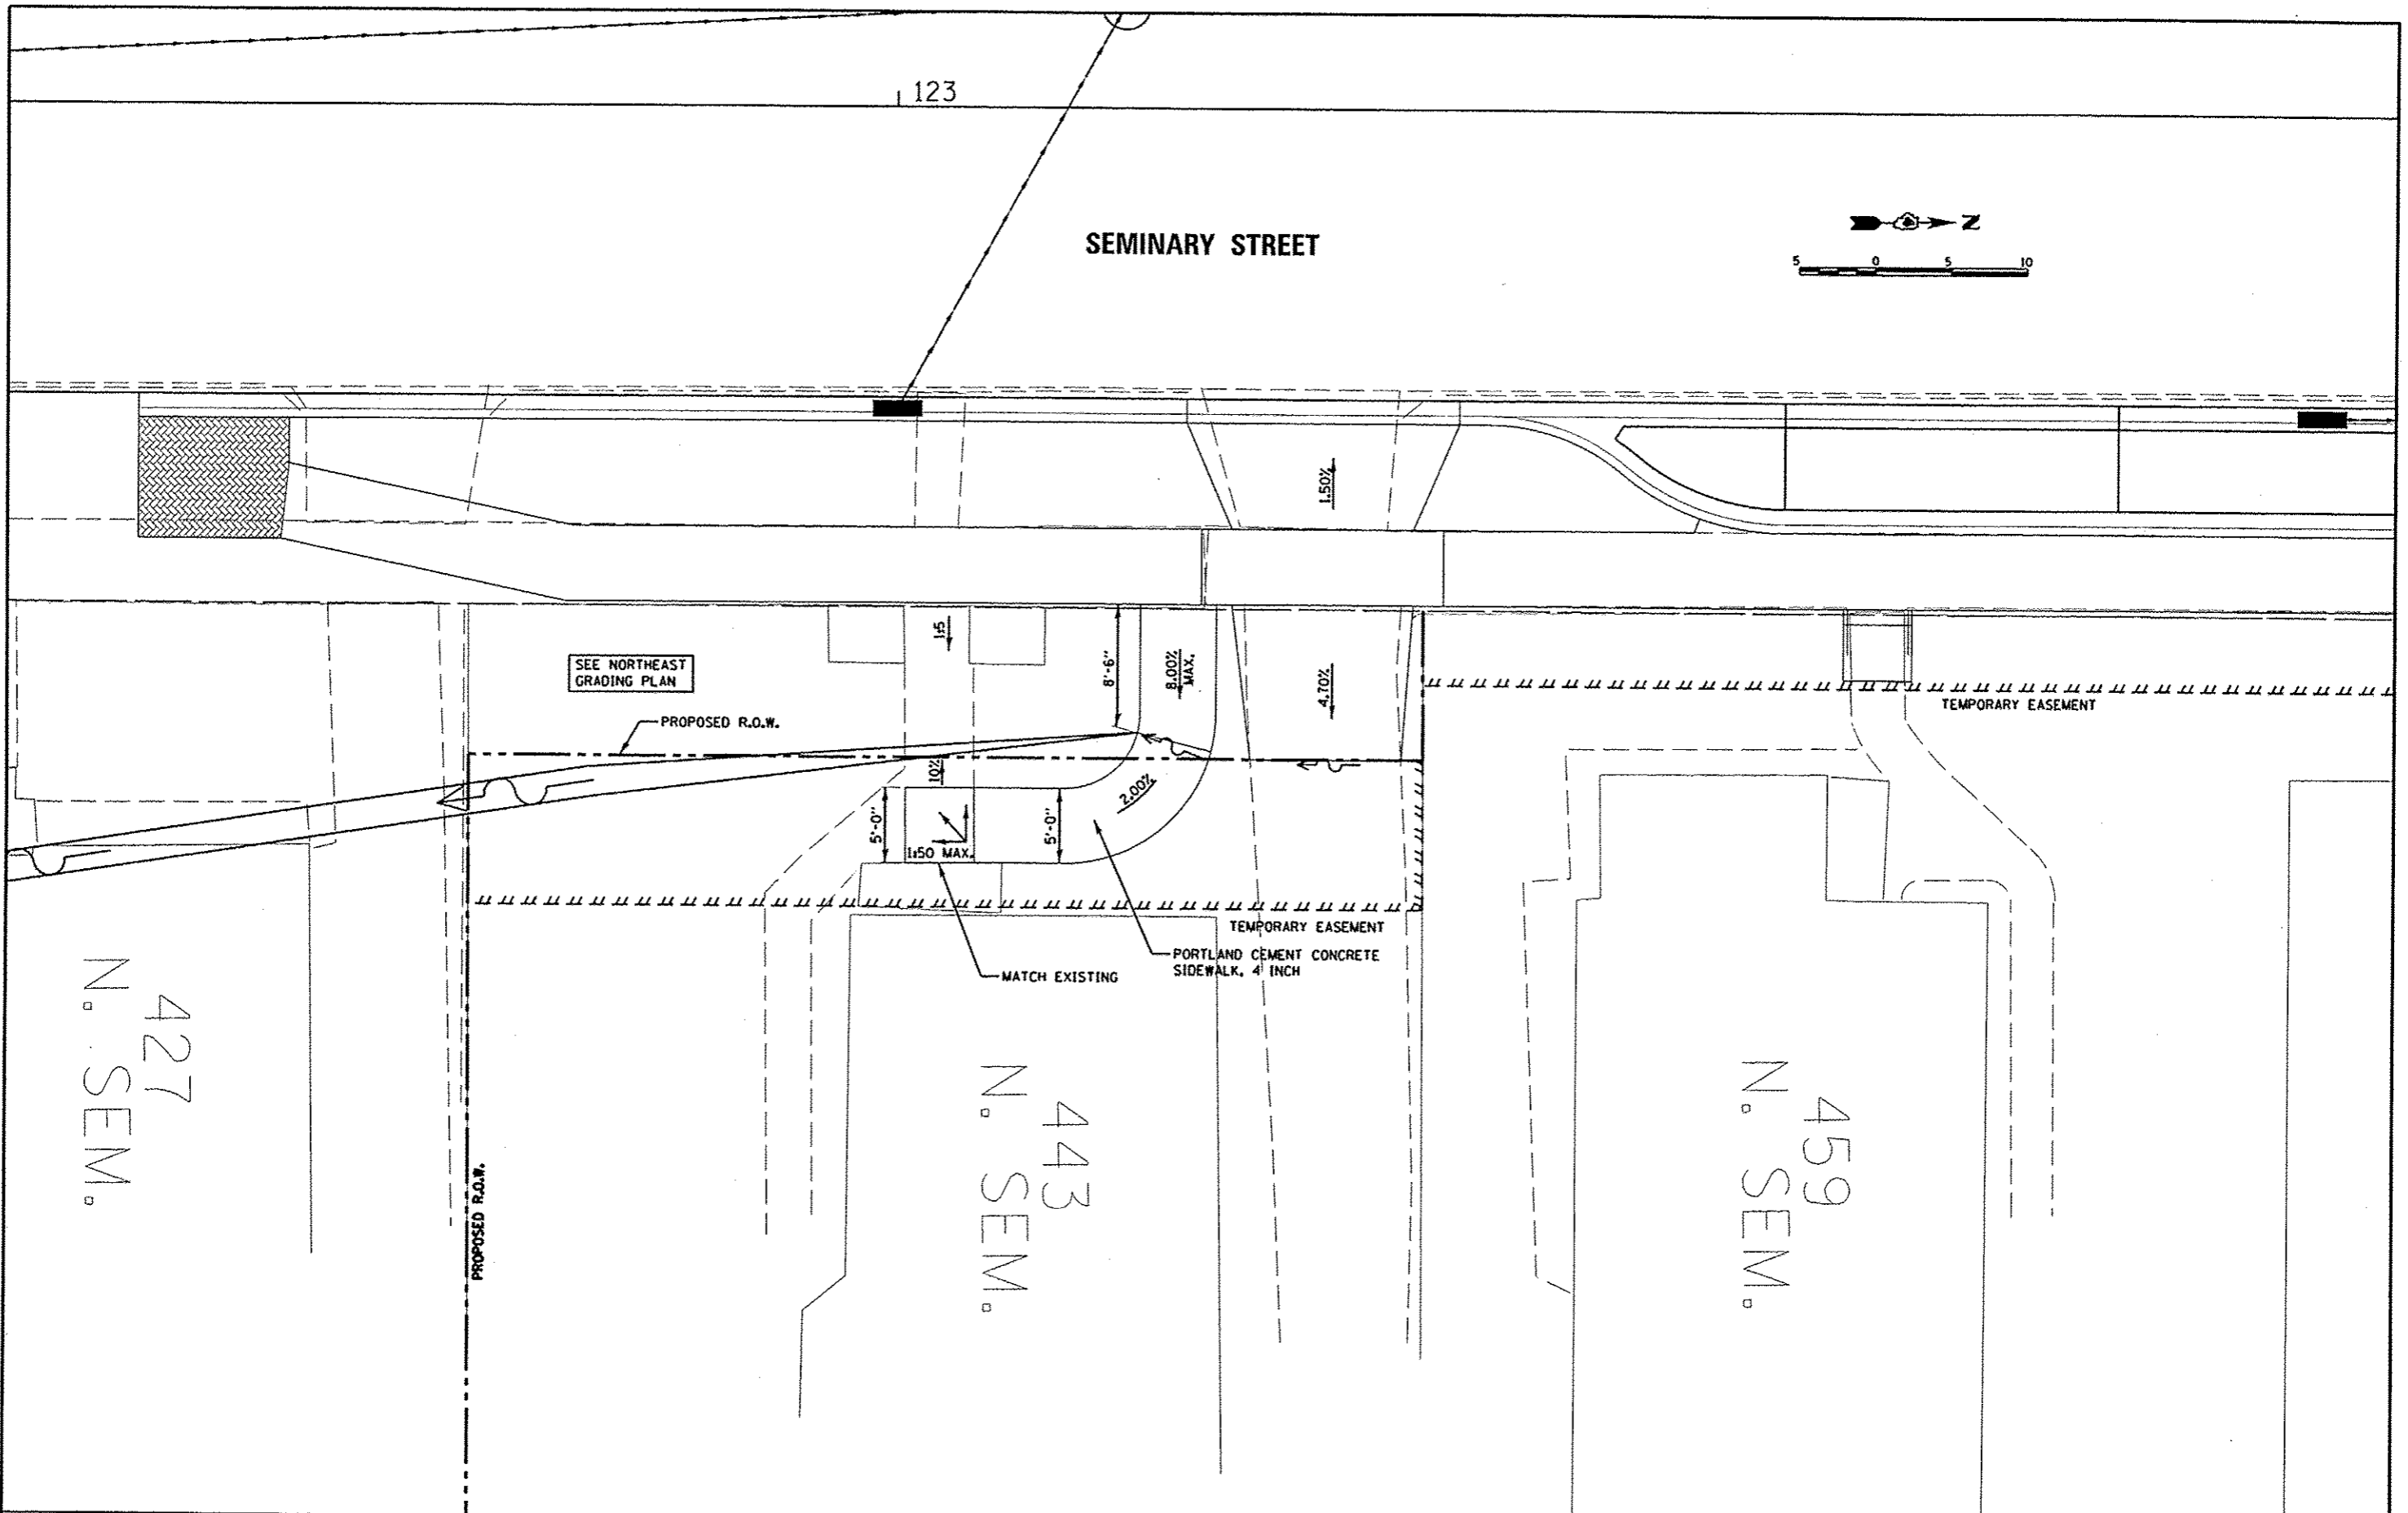 123
SEMINARY STREET
N
5 0 5 10
1.50%
1:5
8'-6"
8.00%
MAX.
4.70%
SEE NORTHEAST
GRADING PLAN
PROPOSED R.O.W.
TEMPORARY EASEMENT
10%
2.00%
5'-0"
5'-0"
1:50 MAX.
TEMPORARY EASEMENT
PORTLAND CEMENT CONCRETE
SIDEWALK, 4 INCH
MATCH EXISTING
427
N. SEM.
443
N. SEM.
459
N. SEM.
PROPOSED R.O.W.